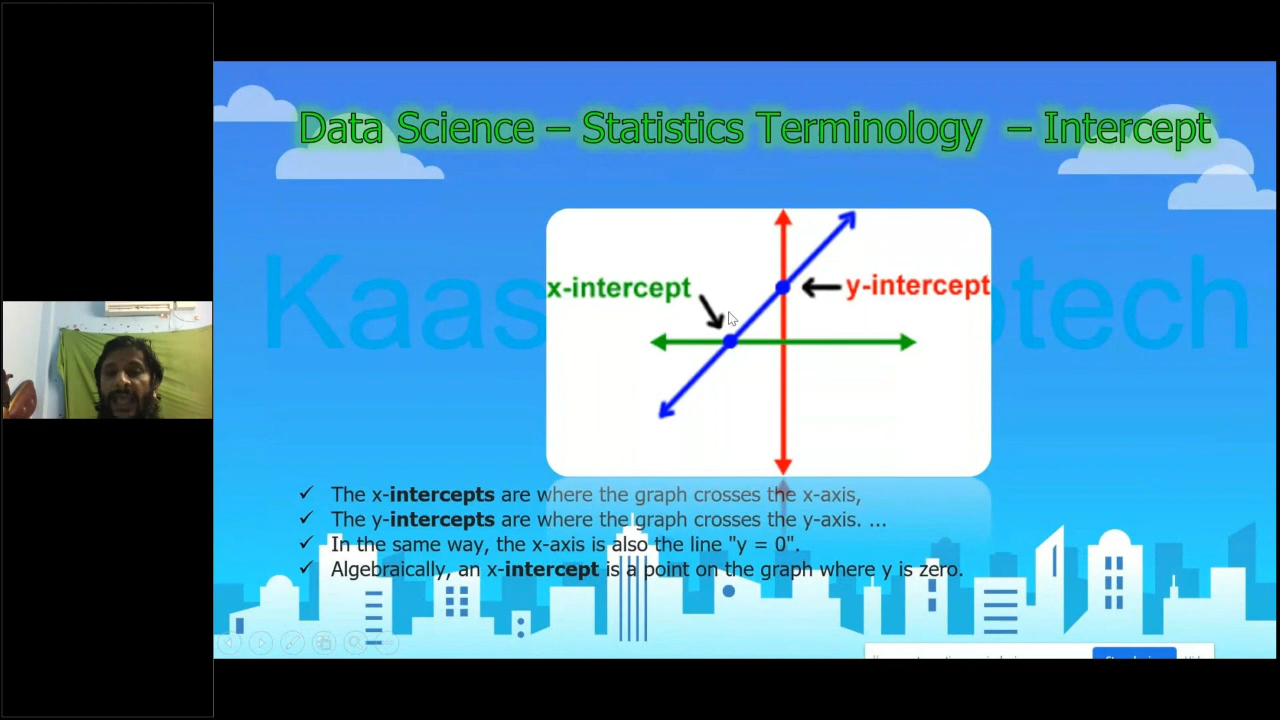 Data Science – Statistics Terminology – Intercept
x-intercept
y-intercept
Kaas
otech
✓ The x-intercepts are where the graph crosses the x-axis,
✓ The y-intercepts are where the graph crosses the y-axis. ...
✓ In the same way, the x-axis is also the line "y = 0".
✓ Algebraically, an x-intercept is a point on the graph where y is zero.